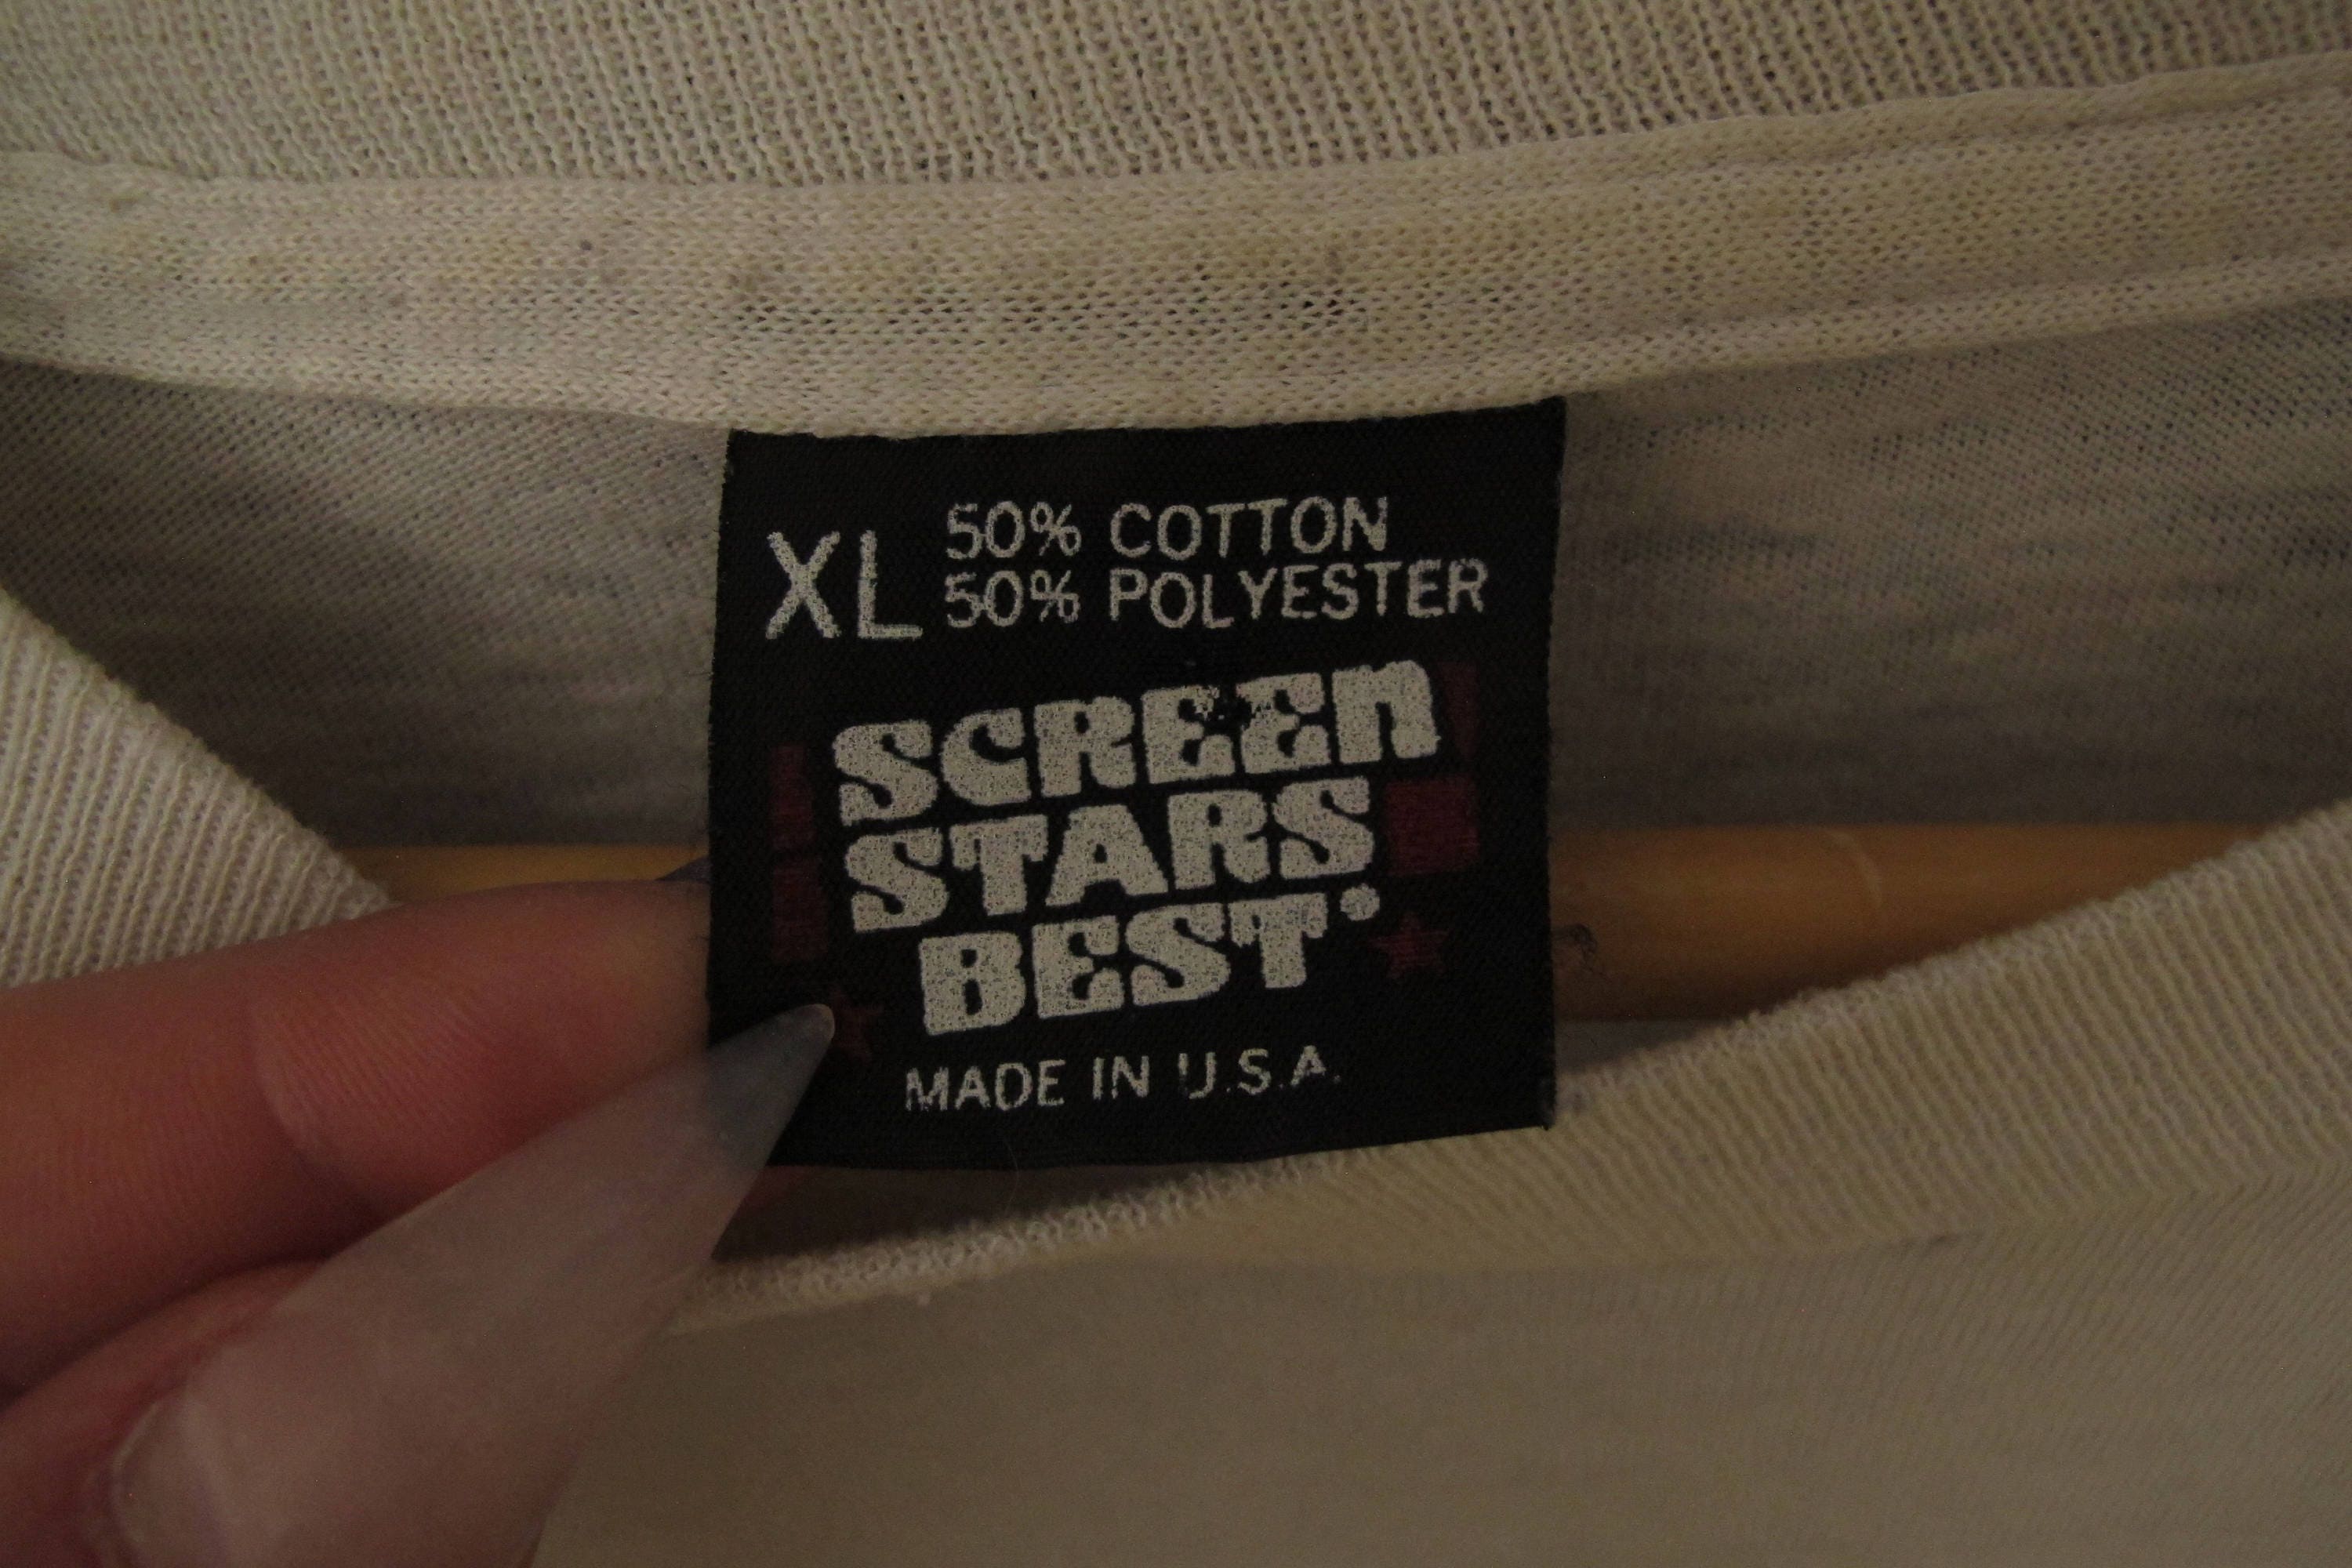 XL
50% COTTON
50% POLYESTER
SCREEN
STARS
BEST
MADE IN U.S.A.